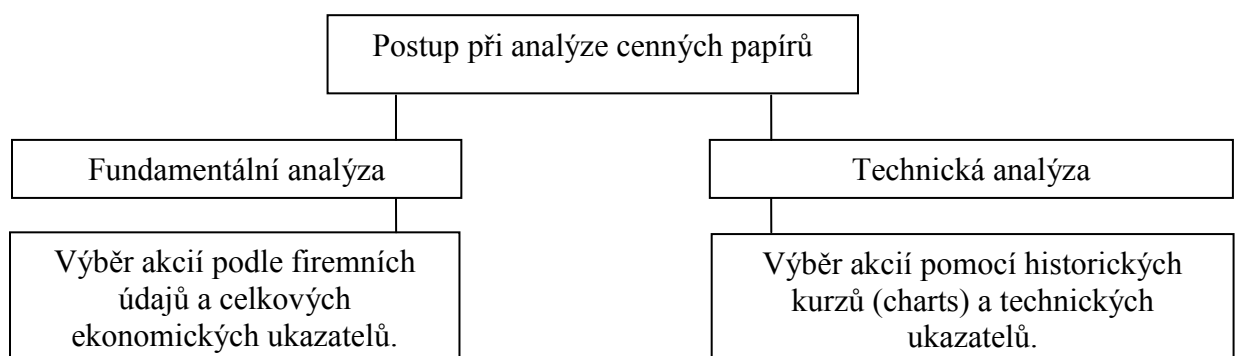 Postup při analýze cenných papírů
Fundamentální analýza
Technická analýza
Výběr akcií podle firemních
údajů a celkových
ekonomických ukazatelů.
Výběr akcií pomocí historických
kurzů (charts) a technických
ukazatelů.